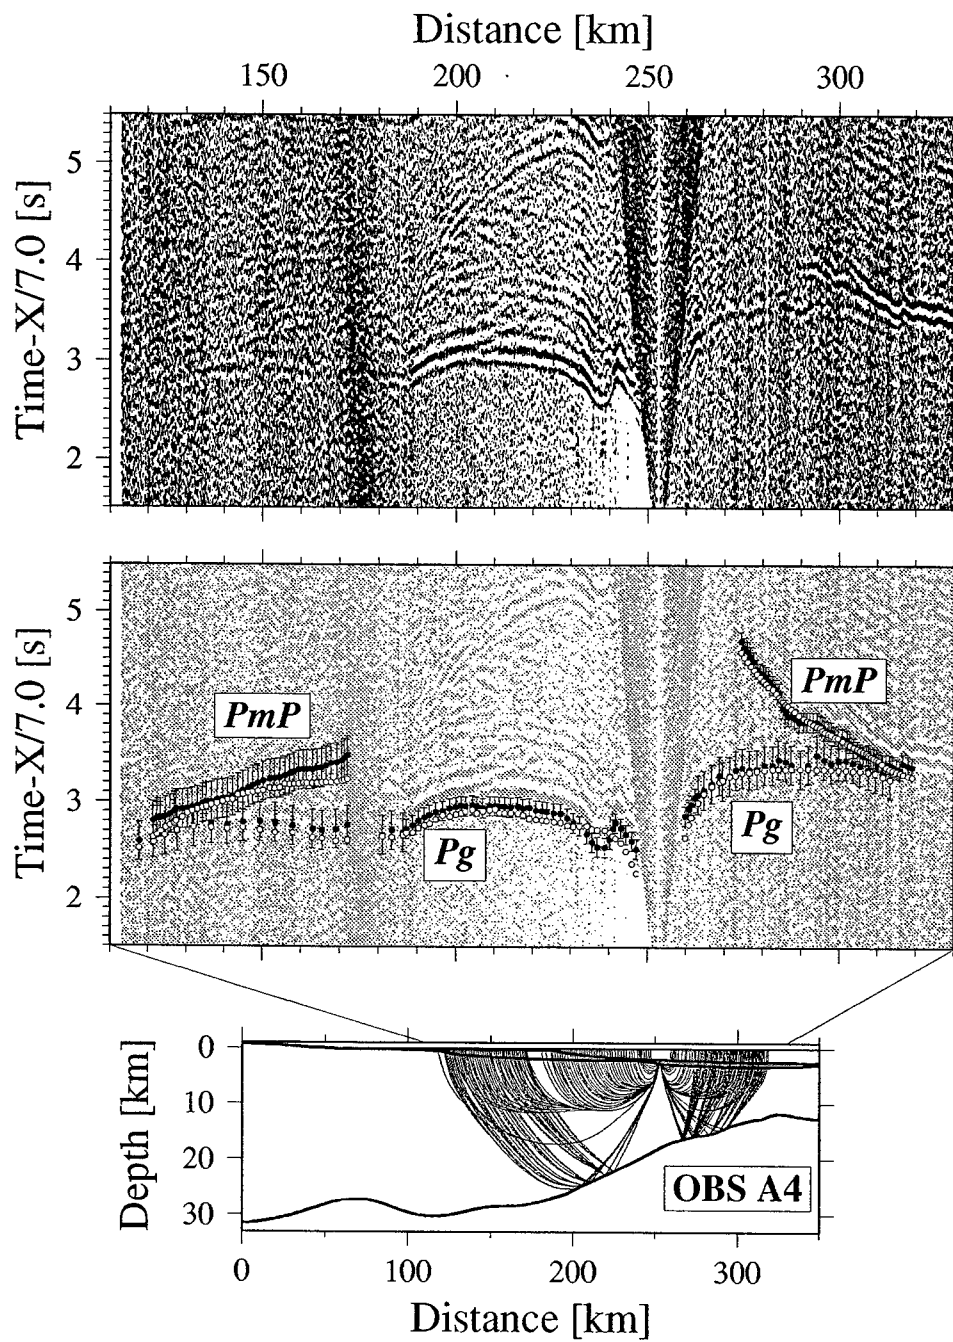 Distance [km]
150 200 250 300
5
4
3
2
Time-X/7.0 [s]
5
4
3
2
Time-X/7.0 [s]
PmP
PmP
Pg
Pg
0
10
20
30
Depth [km]
OBS A4
0 100 200 300
Distance [km]